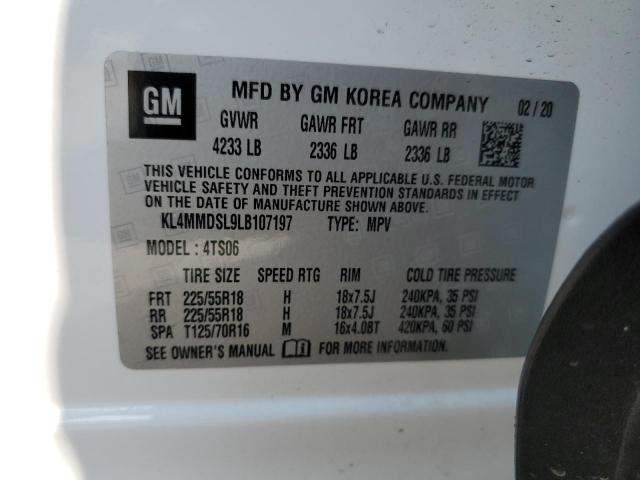 GM MFD BY GM KOREA COMPANY 02/20
GVWR GAWR FRT GAWR RR
4233 LB 2336 LB 2336 LB
THIS VEHICLE CONFORMS TO ALL APPLICABLE U.S. FEDERAL MOTOR
VEHICLE SAFETY AND THEFT PREVENTION STANDARDS IN EFFECT
ON THE DATE OF MANUFACTURE SHOWN ABOVE.
KL4MMDSL9LB107197 TYPE: MPV
MODEL: 4TS06
TIRE SIZE SPEED RTG RIM COLD TIRE PRESSURE
FRT 225/55R18 H 18x7.5J 240KPA, 35 PSI
RR 225/55R18 H 18x7.5J 240KPA, 35 PSI
SPA T125/70R16 M 16x4.0BT 420KPA, 60 PSI
SEE OWNER'S MANUAL FOR MORE INFORMATION.